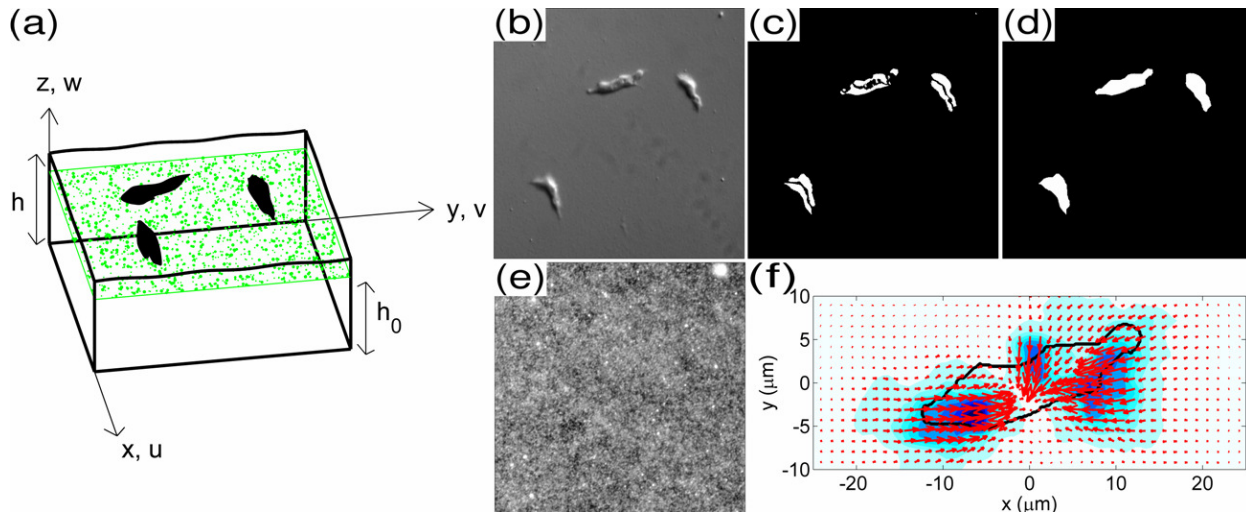 (a)
z, w
h
y, v
h0
x, u
(b)
(c)
(d)
(e)
(f)
10
5
0
-5
-10
y (μm)
-20
-10
0
10
20
x (μm)